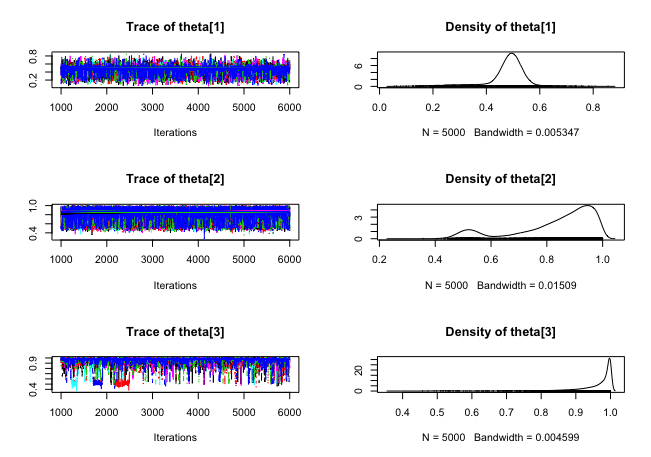 Trace of theta[1]
0.2 0.8
1000 2000 3000 4000 5000 6000
Iterations
Density of theta[1]
0 6
0.0 0.2 0.4 0.6 0.8
N = 5000 Bandwidth = 0.005347
Trace of theta[2]
0.4 1.0
1000 2000 3000 4000 5000 6000
Iterations
Density of theta[2]
0 3
0.2 0.4 0.6 0.8 1.0
N = 5000 Bandwidth = 0.01509
Trace of theta[3]
0.4 0.9
1000 2000 3000 4000 5000 6000
Iterations
Density of theta[3]
0 20
0.4 0.5 0.6 0.7 0.8 0.9 1.0
N = 5000 Bandwidth = 0.004599